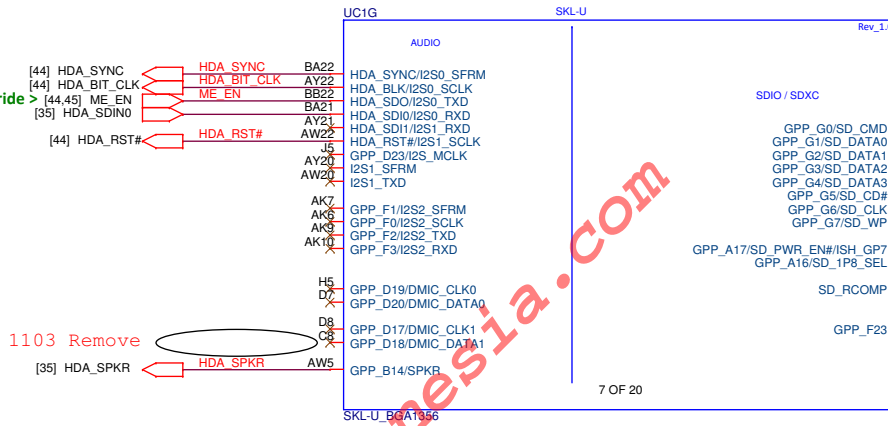 UC1G SKL-U
Rev_1.0
AUDIO
[44] HDA_SYNC HDA_SYNC BA22 HDA_SYNC/I2S0_SFRM
[44] HDA_BIT_CLK HDA_BIT_CLK AY22 HDA_BLK/I2S0_SCLK
ride > [44,45] ME_EN ME_EN BB22 HDA_SDO/I2S0_TXD
[35] HDA_SDIN0 BA21 HDA_SDI0/I2S0_RXD
AY21 HDA_SDI1/I2S1_RXD
[44] HDA_RST# HDA_RST# AW22 HDA_RST#/I2S1_SCLK
J5 GPP_D23/I2S_MCLK
AY20 I2S1_SFRM
AW20 I2S1_TXD
AK7 GPP_F1/I2S2_SFRM
AK6 GPP_F0/I2S2_SCLK
AK9 GPP_F2/I2S2_TXD
AK10 GPP_F3/I2S2_RXD
H5 GPP_D19/DMIC_CLK0
D7 GPP_D20/DMIC_DATA0
D8 GPP_D17/DMIC_CLK1
1103 Remove C8 GPP_D18/DMIC_DATA1
[35] HDA_SPKR HDA_SPKR AW5 GPP_B14/SPKR
SDIO / SDXC
GPP_G0/SD_CMD
GPP_G1/SD_DATA0
GPP_G2/SD_DATA1
GPP_G3/SD_DATA2
GPP_G4/SD_DATA3
GPP_G5/SD_CD#
GPP_G6/SD_CLK
GPP_G7/SD_WP
GPP_A17/SD_PWR_EN#/ISH_GP7
GPP_A16/SD_1P8_SEL
SD_RCOMP
GPP_F23
7 OF 20
SKL-U_BGA1356
nesia.com